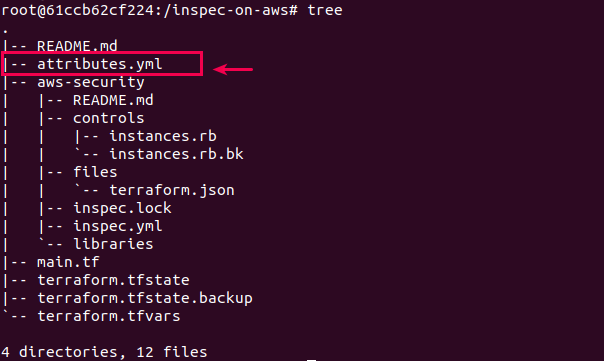 root@61ccb62cf224:/inspec-on-aws# tree
.
|-- README.md
|-- attributes.yml
|-- aws-security
|   |-- README.md
|   |-- controls
|   |   |-- instances.rb
|   |   `-- instances.rb.bk
|   |-- files
|   |   `-- terraform.json
|   |-- inspec.lock
|   |-- inspec.yml
|   `-- libraries
|-- main.tf
|-- terraform.tfstate
|-- terraform.tfstate.backup
`-- terraform.tfvars

4 directories, 12 files